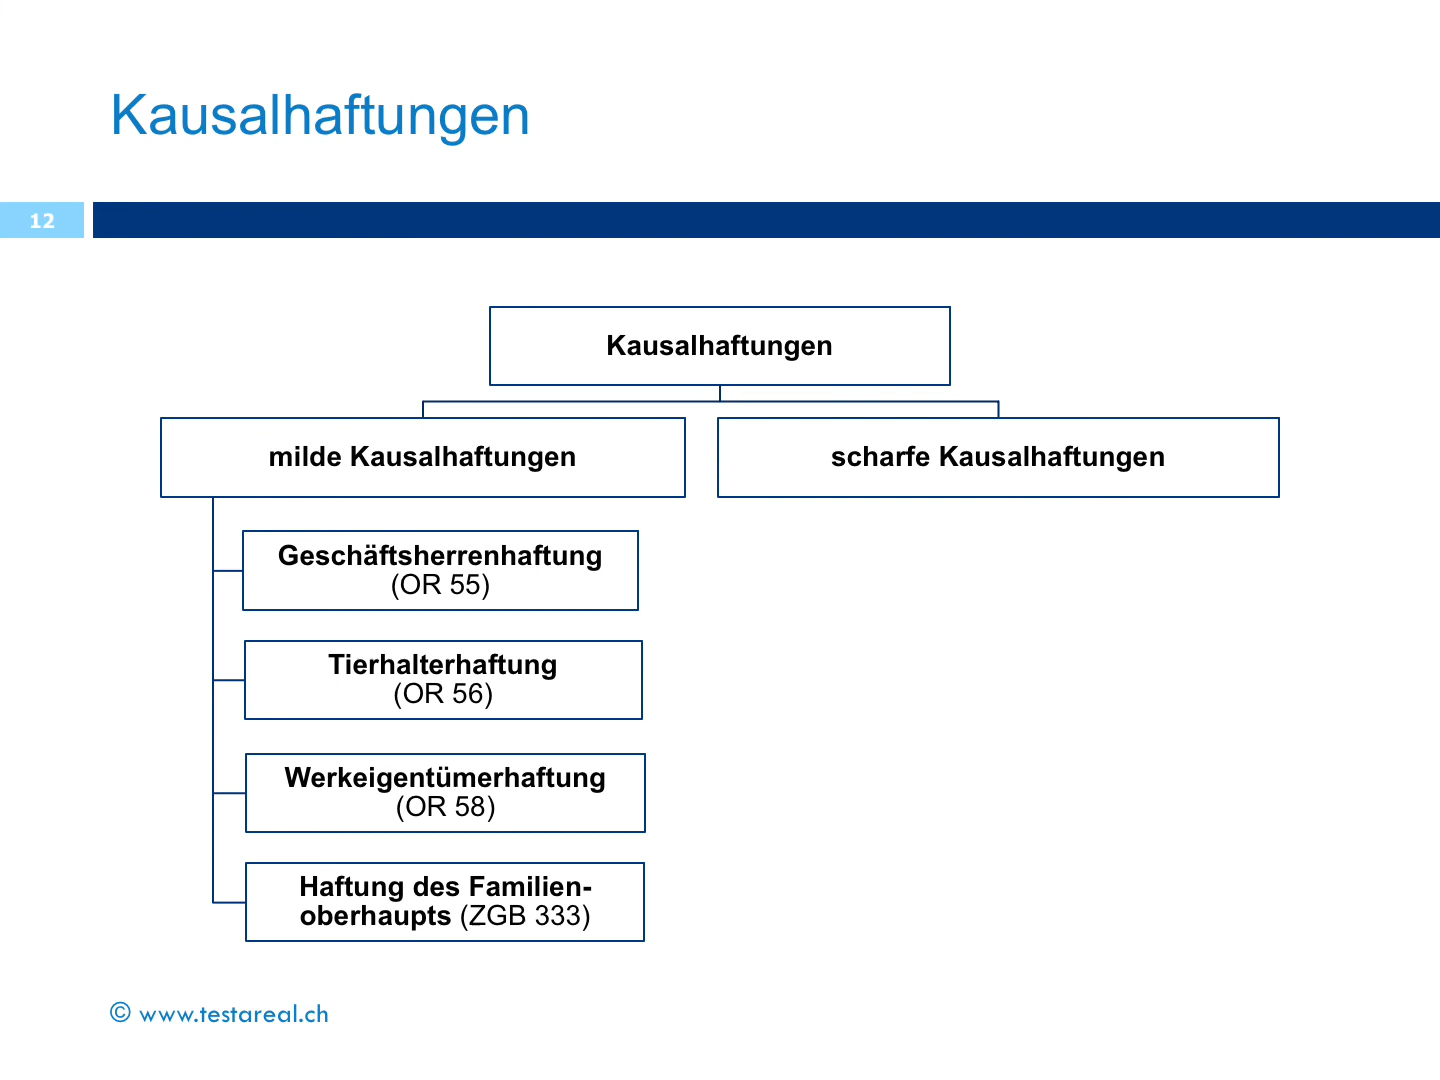 Kausalhaftungen
12
Kausalhaftungen
milde Kausalhaftungen
scharfe Kausalhaftungen
Geschäftsherrenhaftung
(OR 55)
Tierhalterhaftung
(OR 56)
Werkeigentümerhaftung
(OR 58)
Haftung des Familien-
oberhaupts (ZGB 333)
© www.testareal.ch